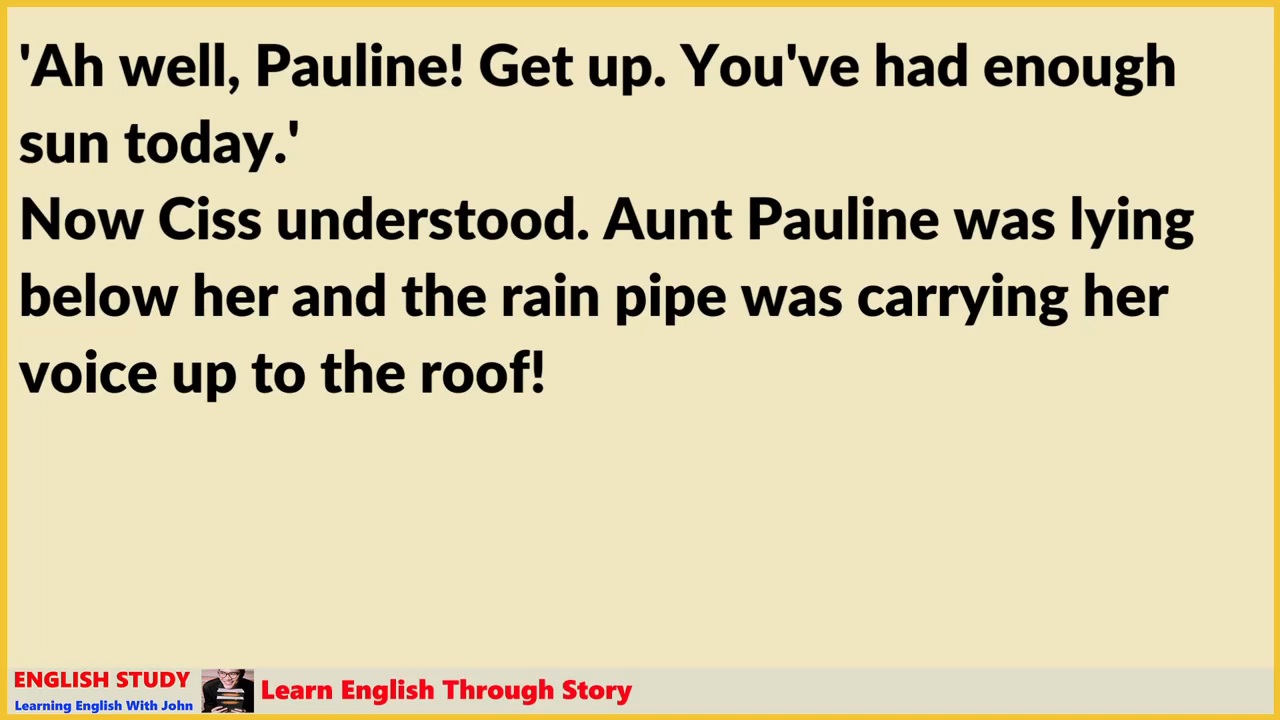 'Ah well, Pauline! Get up. You've had enough
sun today.'
Now Ciss understood. Aunt Pauline was lying
below her and the rain pipe was carrying her
voice up to the roof!
ENGLISH STUDY
Learning English With John
Learn English Through Story